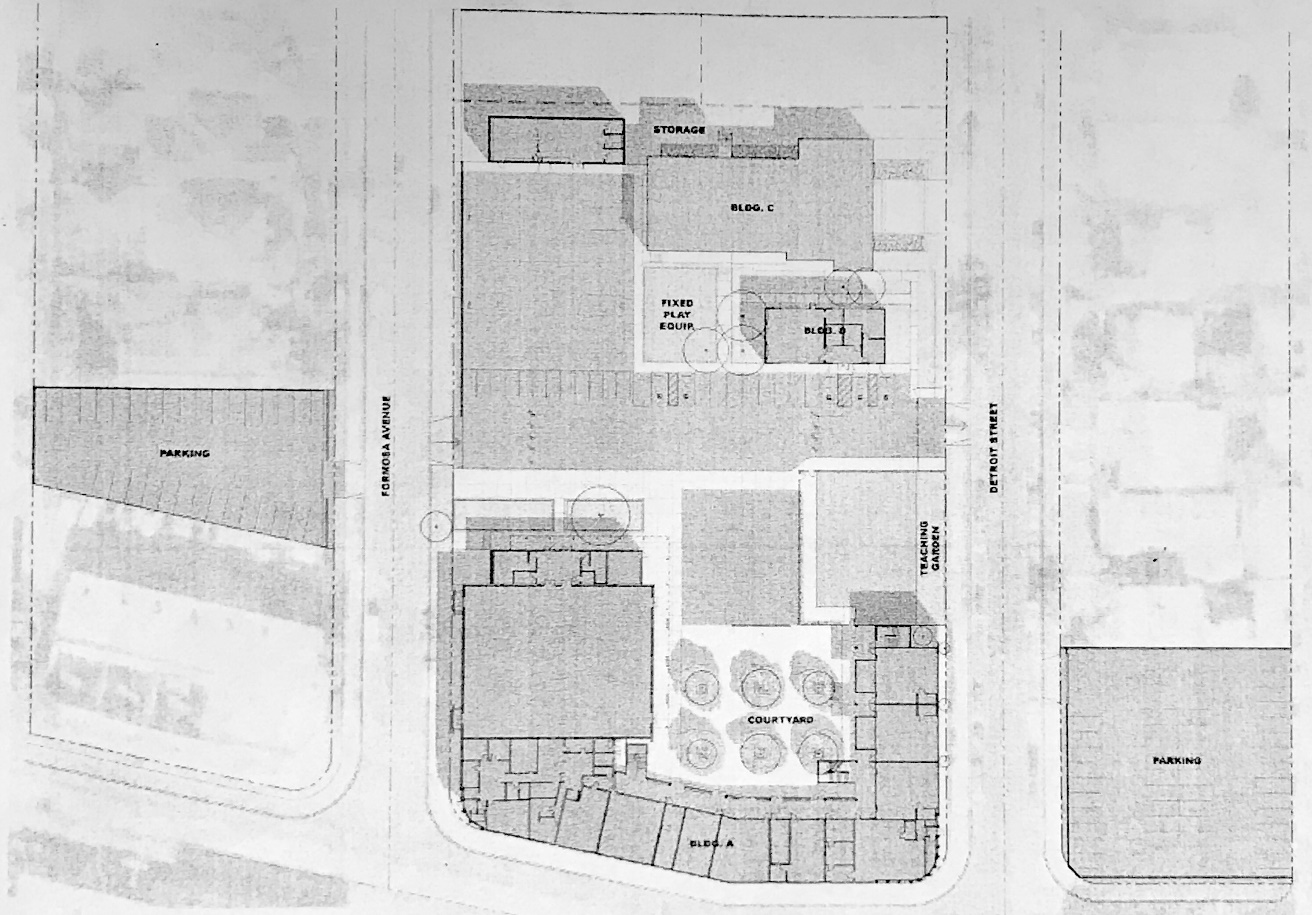 STORAGE
BLDG. C
FIXED
PLAY
EQUIP.
BLDG. B
PARKING
FORMOSA AVENUE
DETROIT STREET
TEACHING
GARDEN
COURTYARD
PARKING
BLDG. A